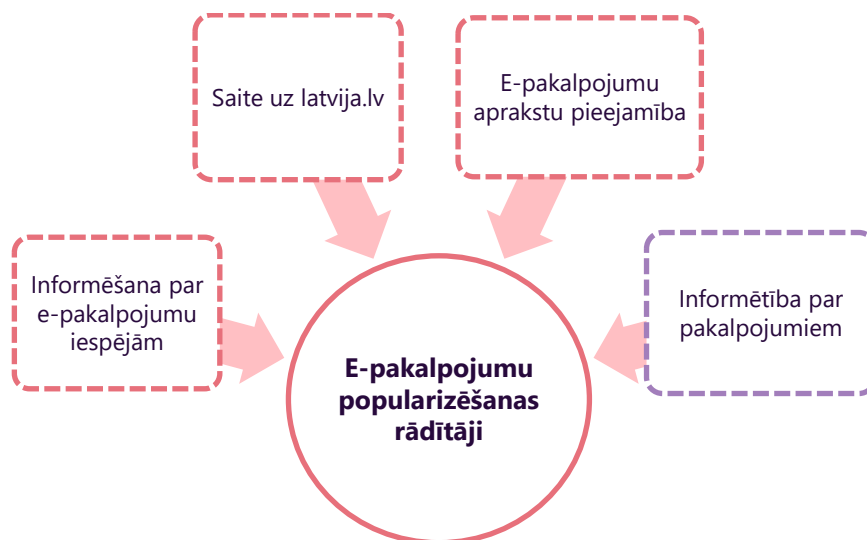 Saite uz latvija.lv
E-pakalpojumu
aprakstu pieejamība
Informēšana par
e-pakalpojumu
iespējām
Informētība par
pakalpojumiem
E-pakalpojumu
popularizēšanas
rādītāji